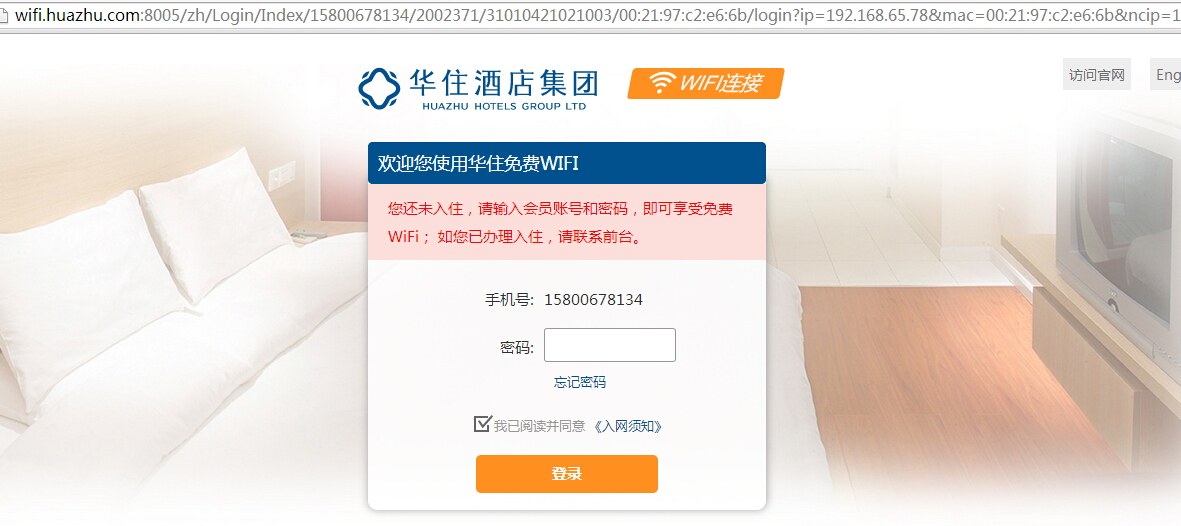 wifi.huazhu.com:8005/zh/Login/Index/15800678134/2002371/31010421021003/00:21:97:c2:e6:6b/login?ip=192.168.65.78&mac=00:21:97:c2:e6:6b&ncip=1
华住酒店集团
HUAZHU HOTELS GROUP LTD
WIFI连接
访问官网
Eng
欢迎您使用华住免费WIFI
您还未入住，请输入会员账号和密码，即可享受免费
WiFi； 如您已办理入住，请联系前台。
手机号: 15800678134
密码:
忘记密码
我已阅读并同意 《入网须知》
登录